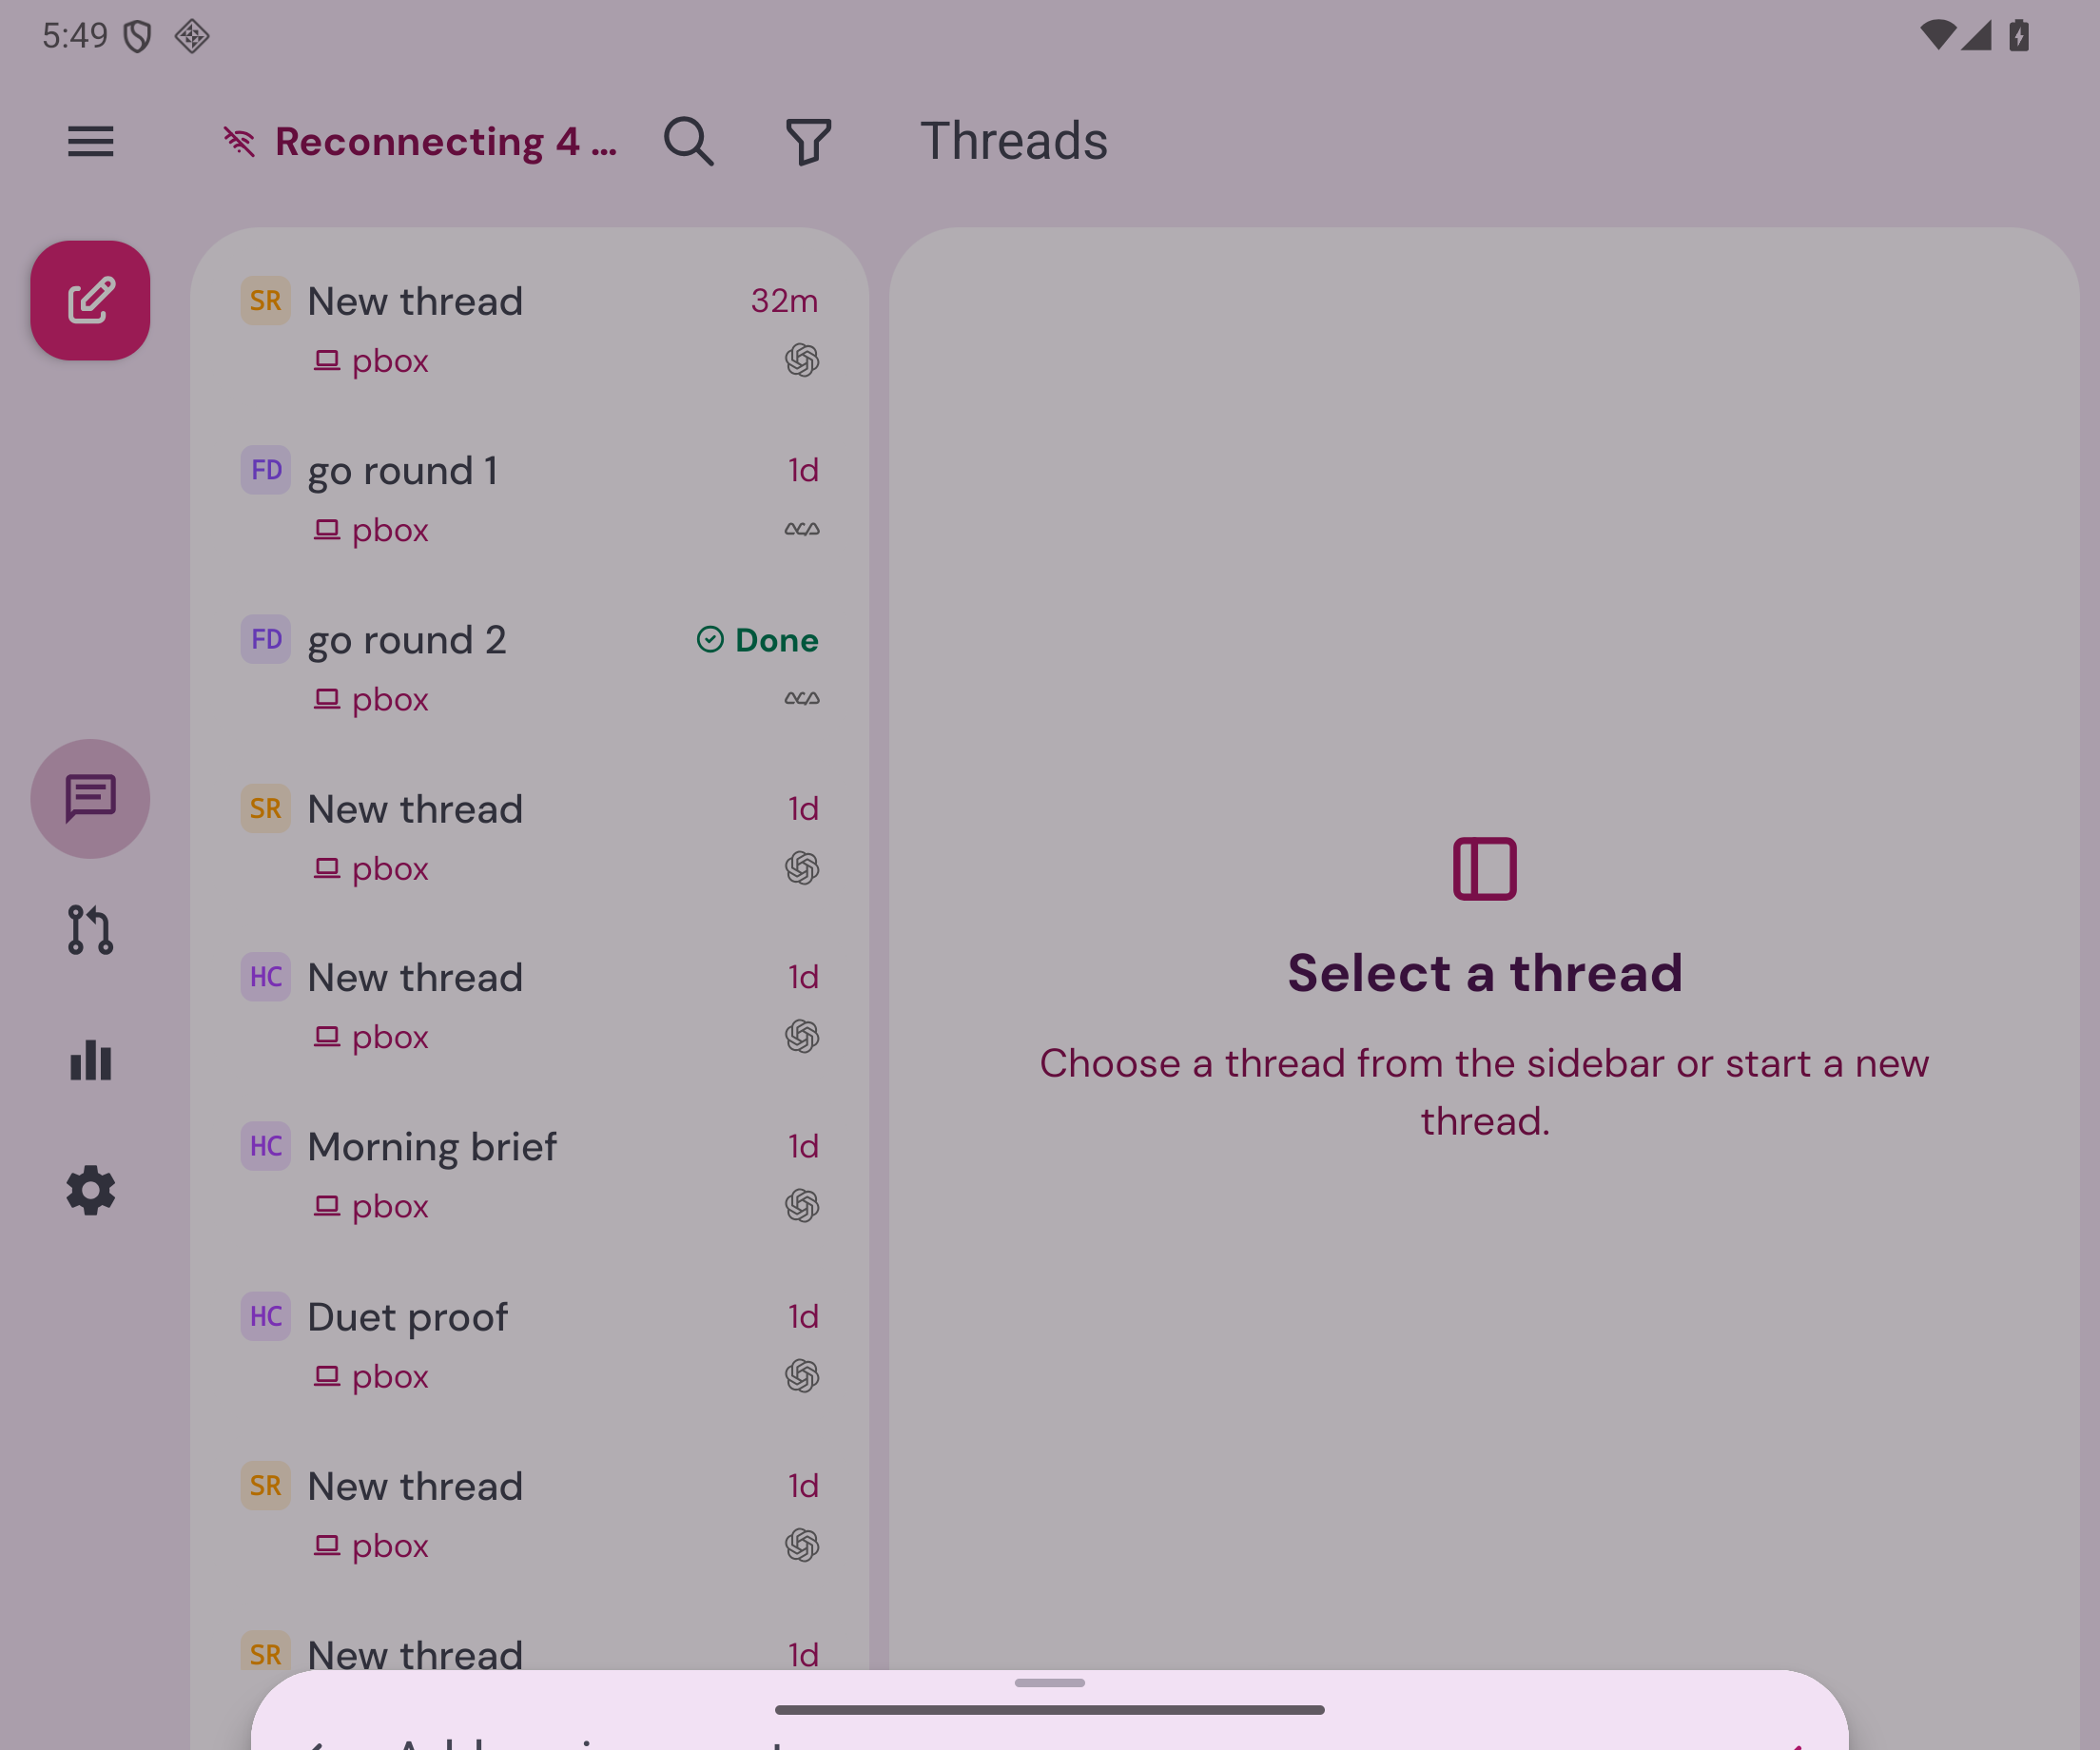 5:49
Reconnecting 4 ...
Threads
SR New thread 32m
pbox
FD go round 1 1d
pbox
FD go round 2 Done
pbox
SR New thread 1d
pbox
HC New thread 1d
pbox
HC Morning brief 1d
pbox
HC Duet proof 1d
pbox
SR New thread 1d
pbox
SR New thread 1d
Select a thread
Choose a thread from the sidebar or start a new
thread.